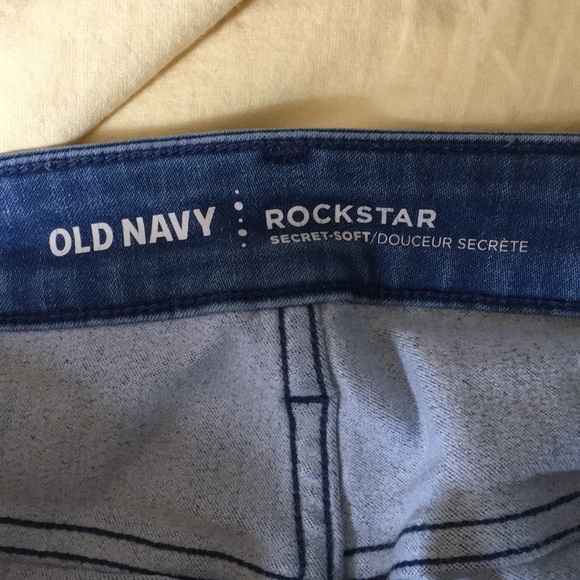 OLD NAVY
ROCKSTAR
SECRET-SOFT/DOUCEUR SECRÈTE